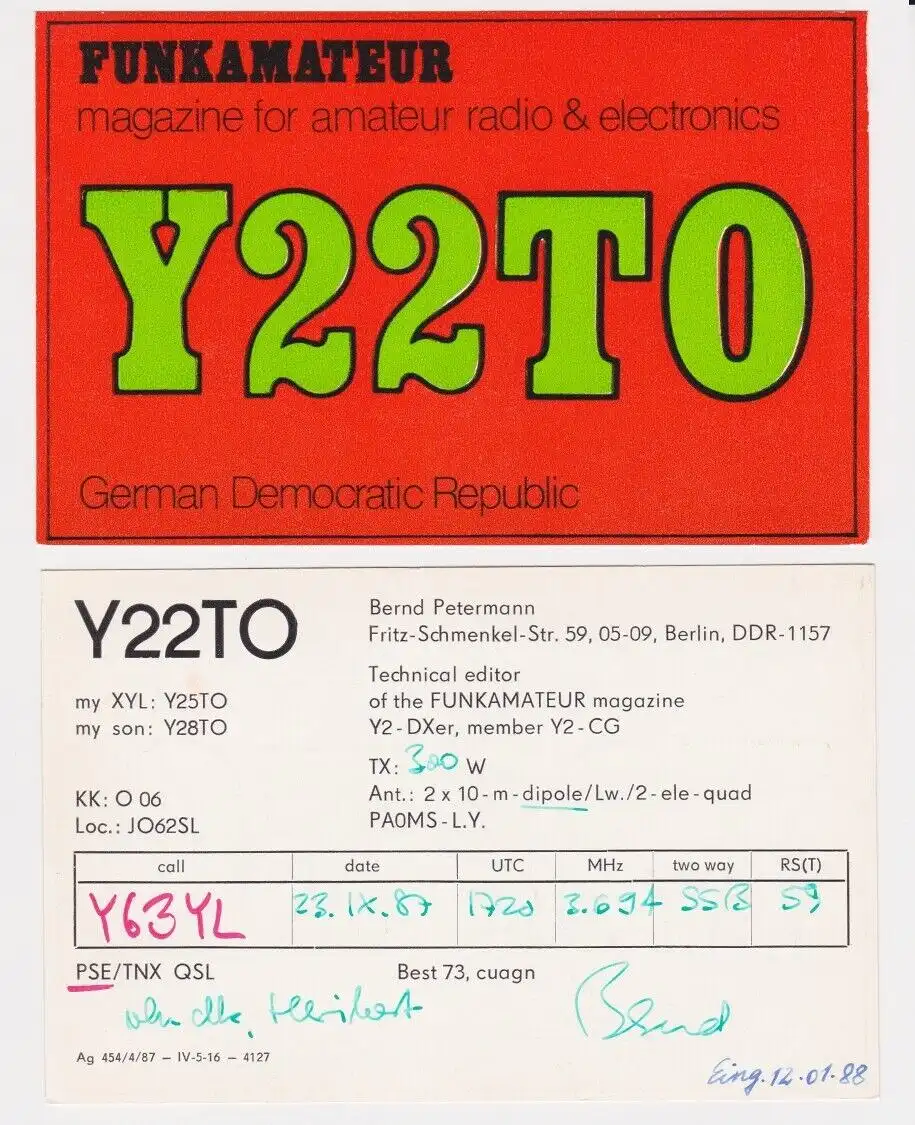 FUNKAMATEUR
magazine for amateur radio & electronics
Y22TO
German Democratic Republic
Y22TO
my XYL: Y25TO
my son: Y28TO
KK: O 06
Loc.: JO62SL
Bernd Petermann
Fritz-Schmenkel-Str. 59, 05-09, Berlin, DDR-1157
Technical editor
of the FUNKAMATEUR magazine
Y2-DXer, member Y2-CG
TX: 300 W
Ant.: 2 x 10-m-dipole/Lw./2-ele-quad
PA0MS-L.Y.
call date UTC MHz two way RS(T)
Y63YL 23.IX.87 1720 3.694 SSB 59
PSE/TNX QSL Best 73, cuagn
Heribert Bernd
Ag 454/4/87 – IV-5-16 – 4127
Eing. 12.01.88